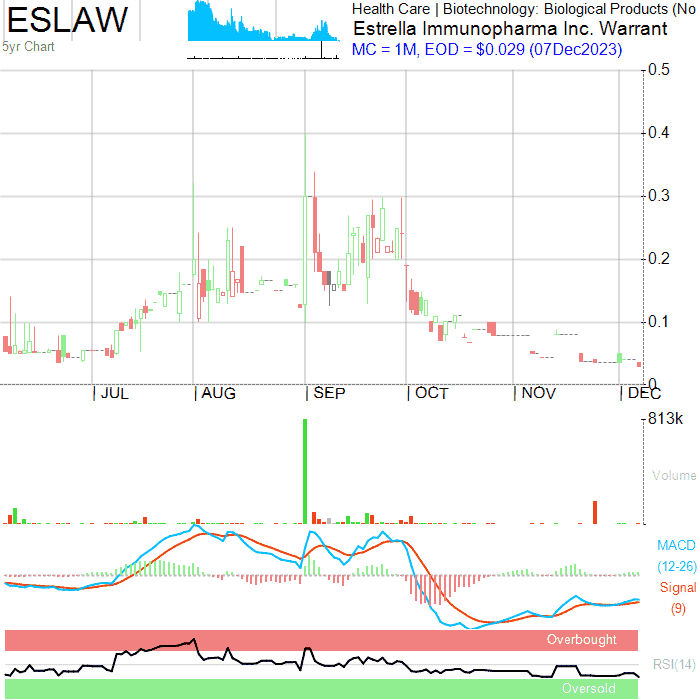 ESLAW
5yr Chart
Health Care | Biotechnology: Biological Products (No
Estrella Immunopharma Inc. Warrant
MC = 1M, EOD = $0.029 (07Dec2023)
0.5
0.4
0.3
0.2
0.1
0
JUL
AUG
SEP
OCT
NOV
DEC
813k
Volume
MACD
(12-26)
Signal
(9)
Overbought
RSI(14)
Oversold